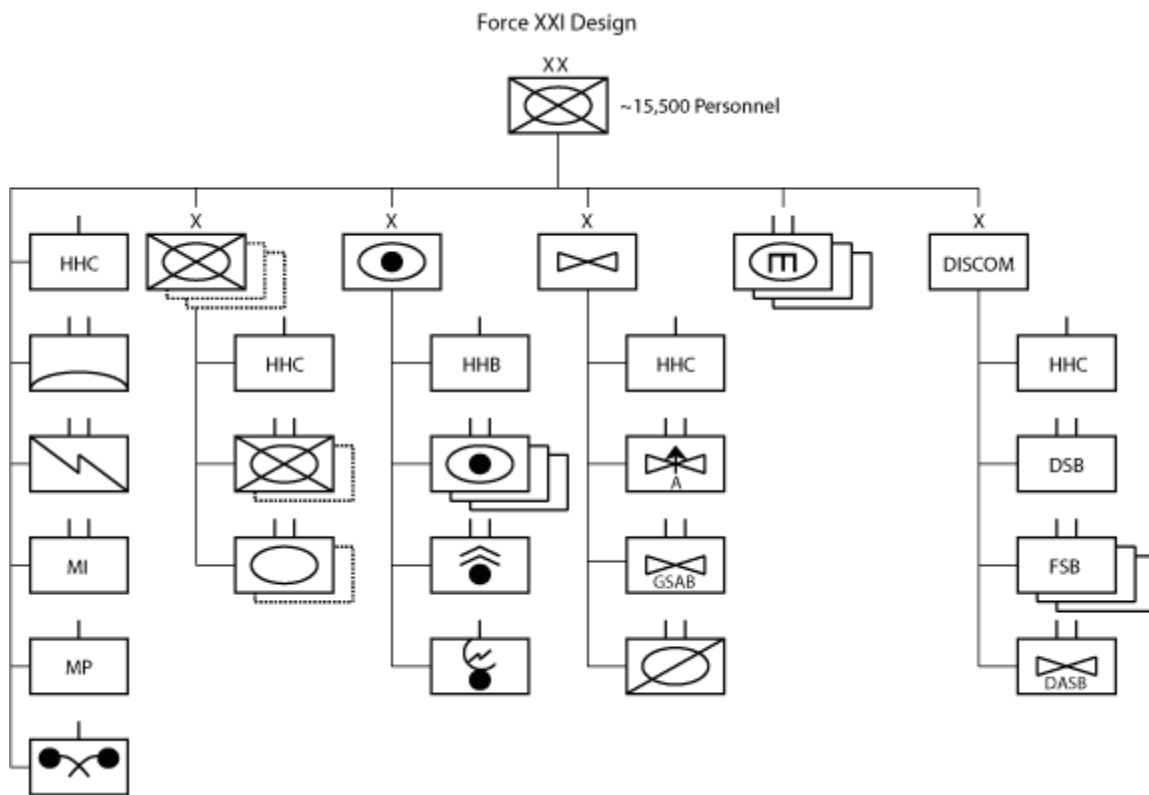 Force XXI Design
XX
~15,500 Personnel
X
X
X
X
HHC
DISCOM
HHC
HHB
HHC
HHC
A
DSB
MI
GSAB
FSB
MP
DASB